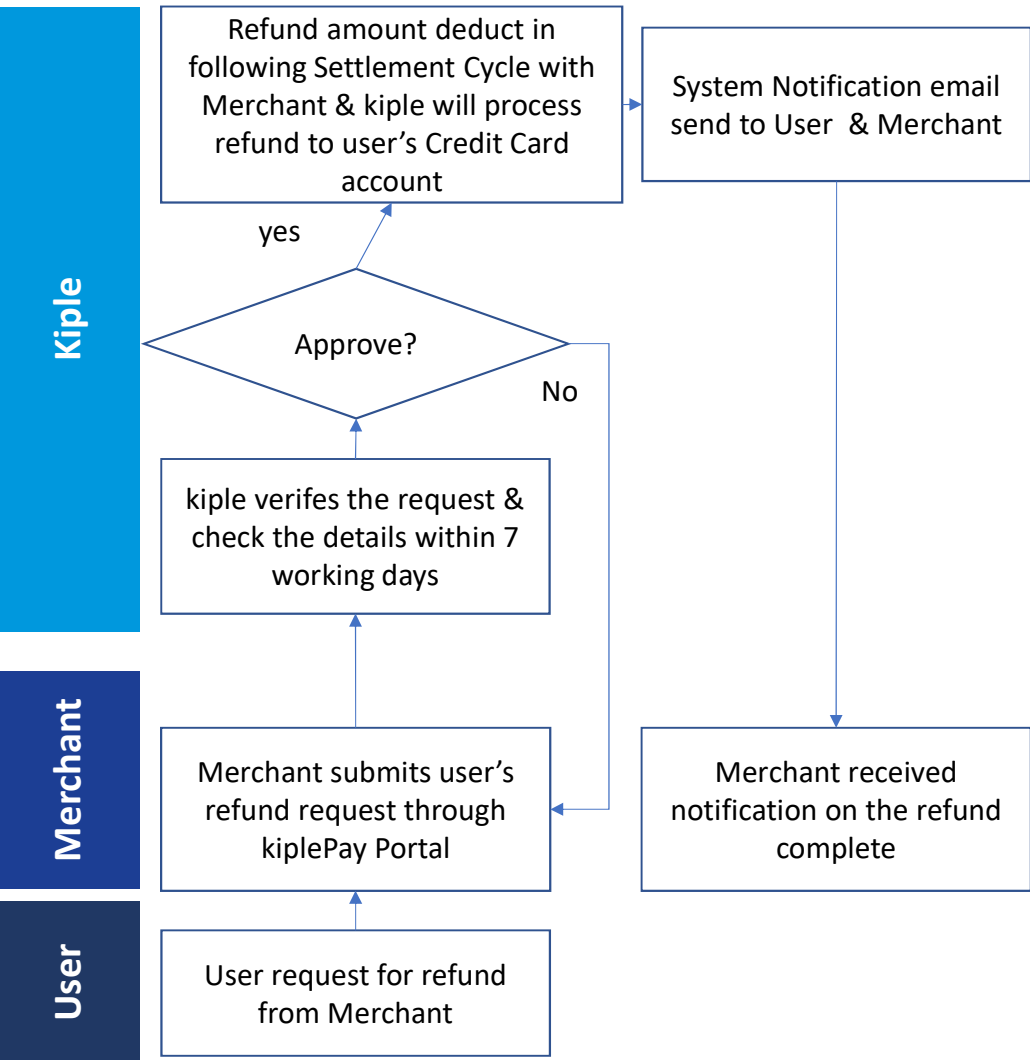 Kiple
Refund amount deduct in
following Settlement Cycle with
Merchant & kiple will process
refund to user's Credit Card
account
System Notification email
send to User & Merchant
yes
Approve?
No
kiple verifes the request &
check the details within 7
working days
Merchant
Merchant submits user's
refund request through
kiplePay Portal
Merchant received
notification on the refund
complete
User
User request for refund
from Merchant